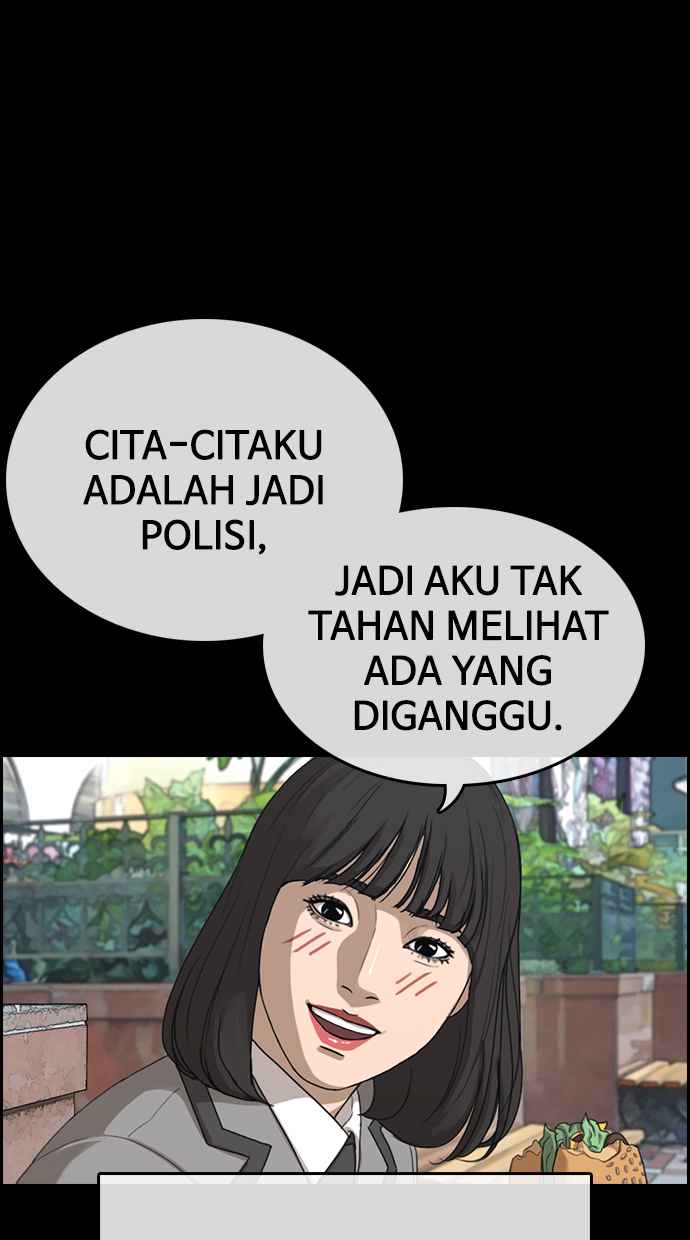 CITA-CITAKU
ADALAH JADI
POLISI,
JADI AKU TAK
TAHAN MELIHAT
ADA YANG
DIGANGGU.